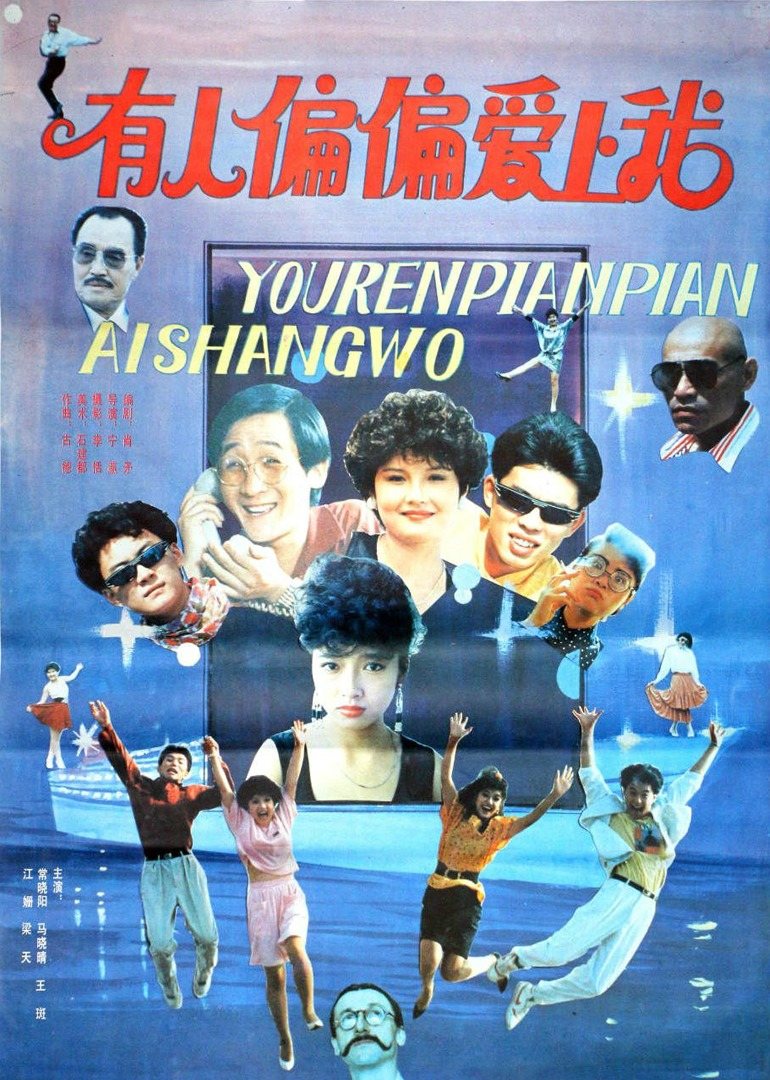 有人偏偏爱上我
YOURENPIANPIAN
AISHANGWO
编剧：肖矛
导演：宁瀛
摄影：李恬
美术：石建都
作曲：古
主演：
常晓阳 马晓晴 王斑
江姗 梁天